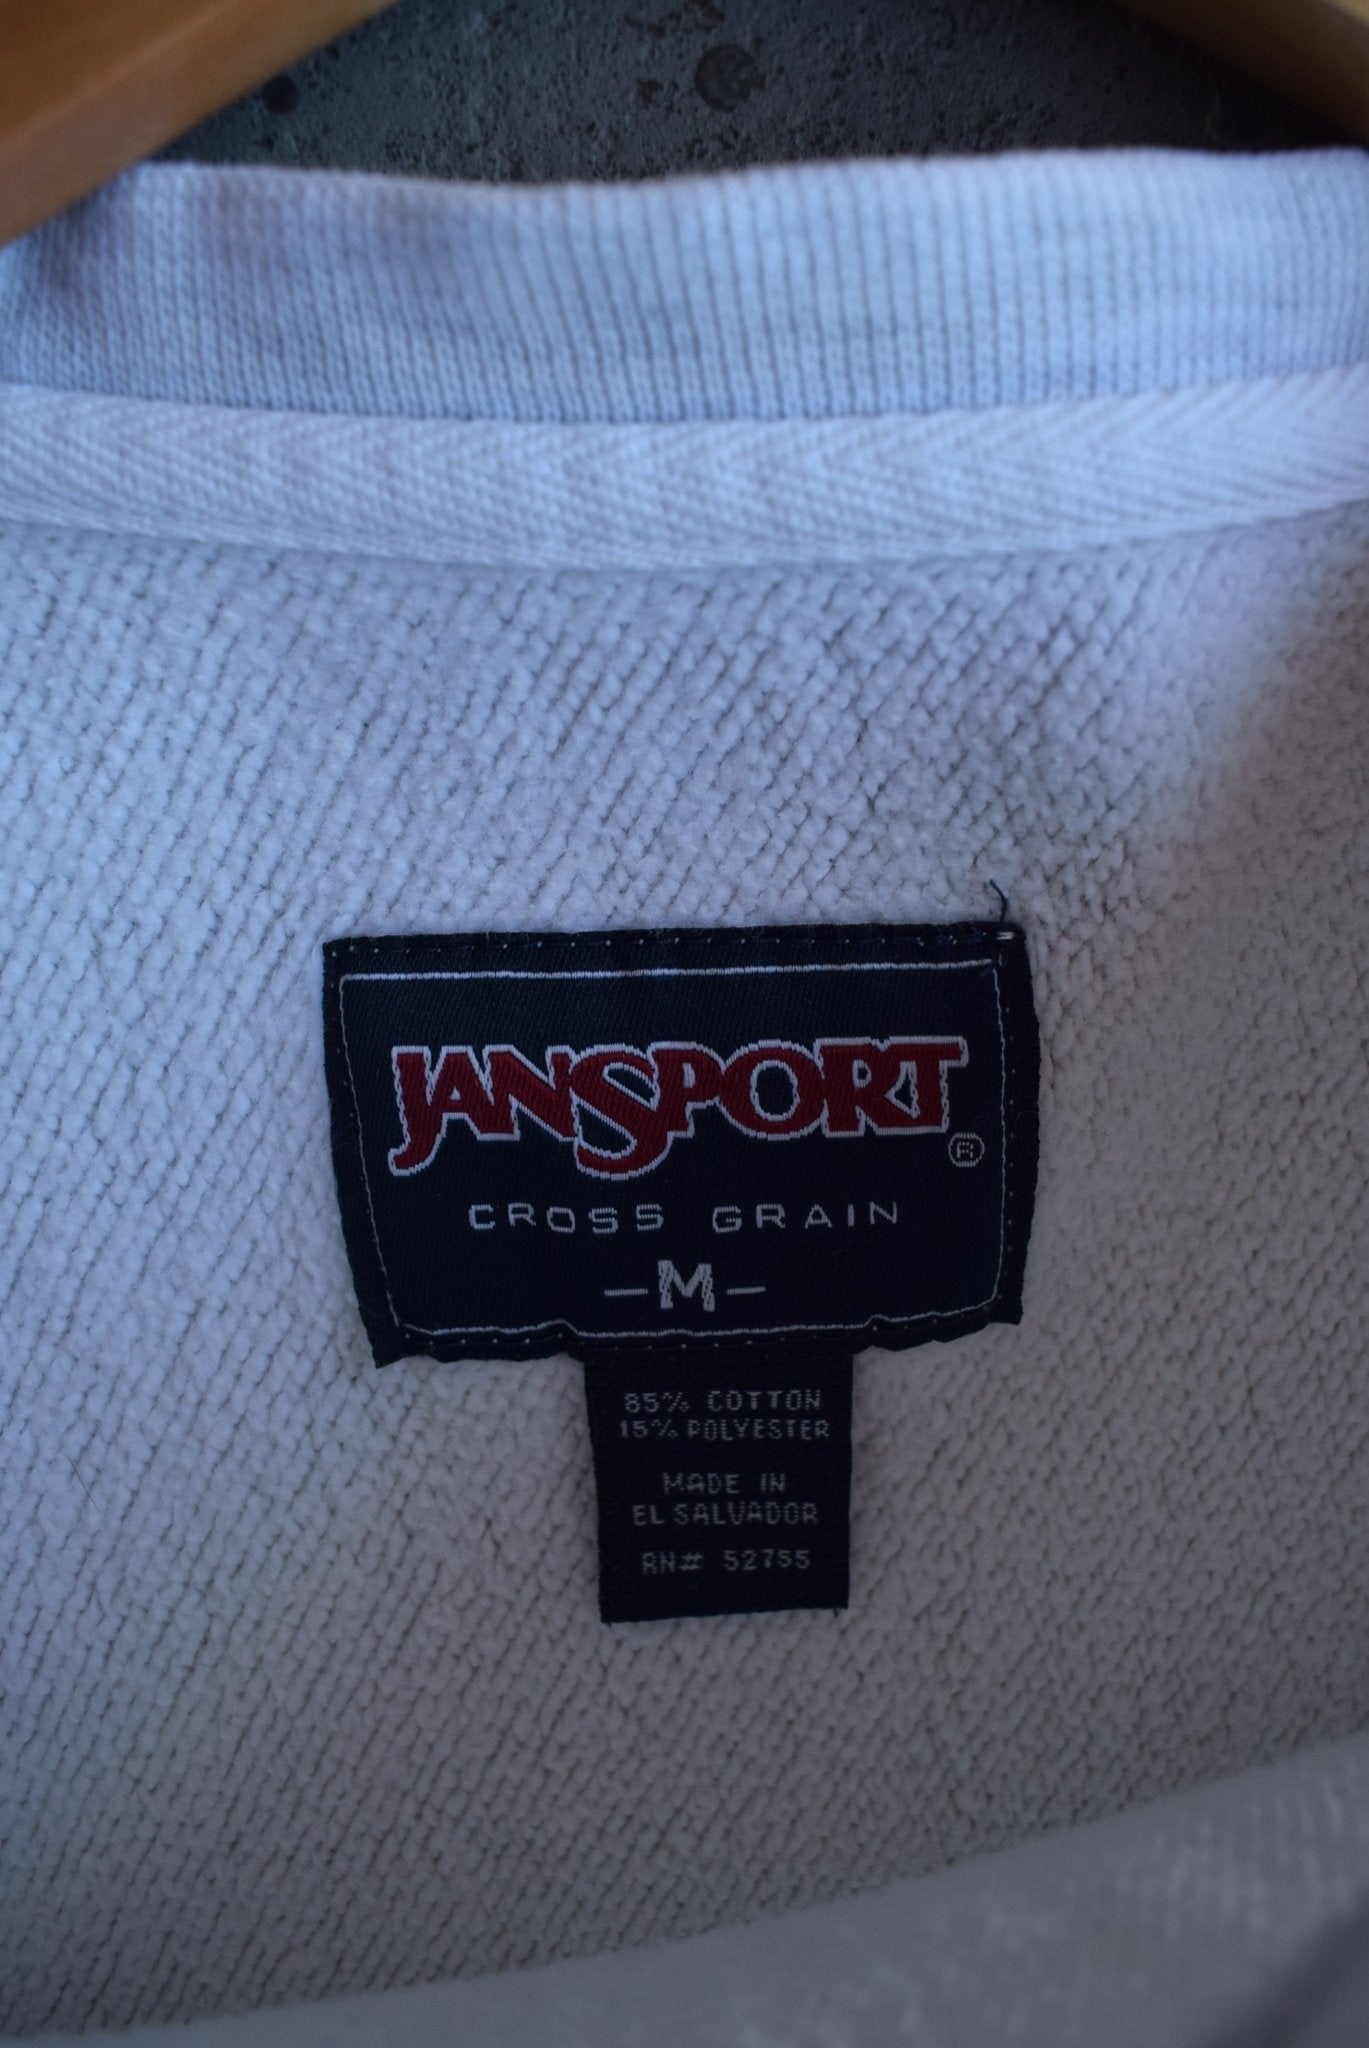 JANSPORT
®
CROSS GRAIN
-M-
85% COTTON
15% POLYESTER
MADE IN
EL SALVADOR
RN# 52755